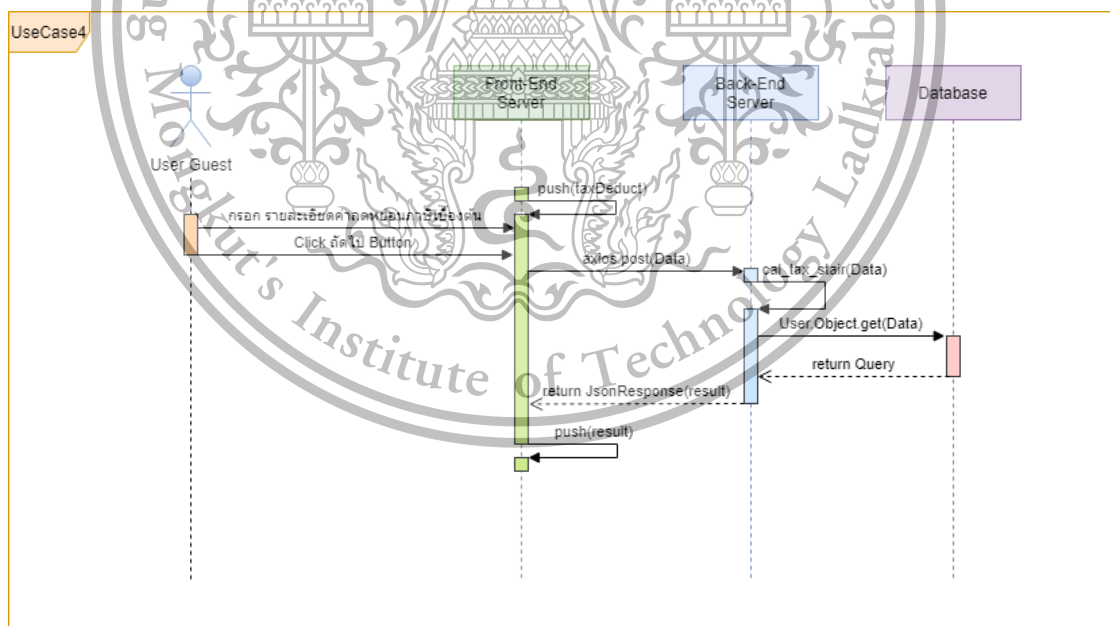 UseCase4
Front-End
Server
Back-End
Server
Database
User Guest
push(taxDeduct)
กรอก รายละเอียดค่าลดหย่อนภาษีเบื้องต้น
Click ถัดไป Button
axios.post(Data)
cal_tax_stair(Data)
User.Object.get(Data)
return Query
return JsonResponse(result)
push(result)
Mongkut's Institute of Technology Ladkrabang